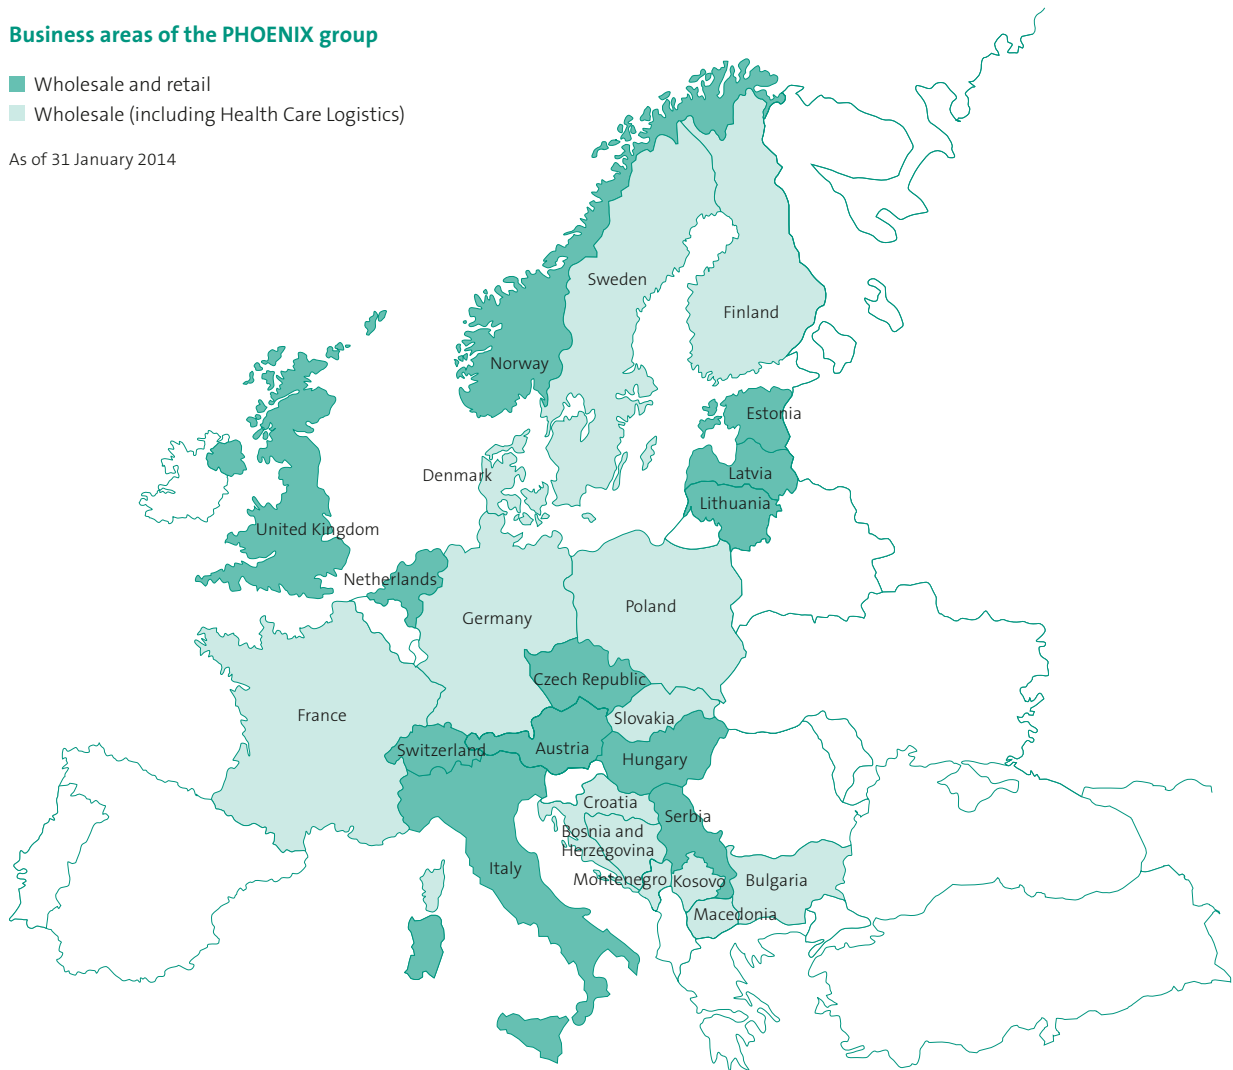 Business areas of the PHOENIX group
Wholesale and retail
Wholesale (including Health Care Logistics)
As of 31 January 2014
Sweden
Finland
Norway
Estonia
Denmark
Latvia
Lithuania
United Kingdom
Netherlands
Poland
Germany
Czech Republic
France
Slovakia
Switzerland
Austria
Hungary
Croatia
Serbia
Bosnia and
Herzegovina
Italy
Montenegro
Kosovo
Bulgaria
Macedonia